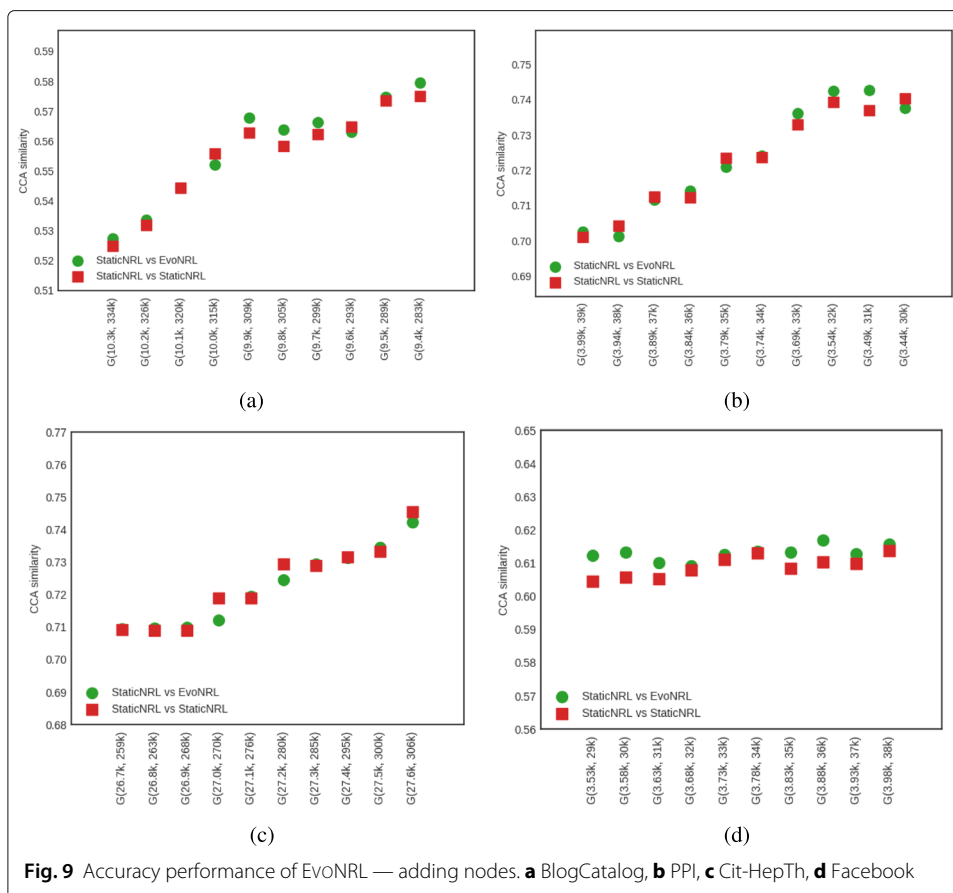 0.59
0.58
0.57
0.56
0.55
0.54
0.53
0.52
0.51
CCA similarity
StaticNRL vs EvoNRL
StaticNRL vs StaticNRL
G(10.3k, 334k)
G(10.2k, 326k)
G(10.1k, 320k)
G(10.0k, 315k)
G(9.9k, 309k)
G(9.8k, 305k)
G(9.7k, 299k)
G(9.6k, 293k)
G(9.5k, 289k)
G(9.4k, 283k)
(a)
0.75
0.74
0.73
0.72
0.71
0.70
0.69
CCA similarity
StaticNRL vs EvoNRL
StaticNRL vs StaticNRL
G(3.99k, 39k)
G(3.94k, 38k)
G(3.89k, 37k)
G(3.84k, 36k)
G(3.79k, 35k)
G(3.74k, 34k)
G(3.69k, 33k)
G(3.54k, 32k)
G(3.49k, 31k)
G(3.44k, 30k)
(b)
0.77
0.76
0.75
0.74
0.73
0.72
0.71
0.70
0.69
0.68
CCA similarity
StaticNRL vs EvoNRL
StaticNRL vs StaticNRL
G(26.7k, 259k)
G(26.8k, 263k)
G(26.9k, 268k)
G(27.0k, 270k)
G(27.1k, 276k)
G(27.2k, 280k)
G(27.3k, 285k)
G(27.4k, 295k)
G(27.5k, 300k)
G(27.6k, 306k)
(c)
0.65
0.64
0.63
0.62
0.61
0.60
0.59
0.58
0.57
0.56
CCA similarity
StaticNRL vs EvoNRL
StaticNRL vs StaticNRL
G(3.53k, 29k)
G(3.58k, 30k)
G(3.63k, 31k)
G(3.68k, 32k)
G(3.73k, 33k)
G(3.78k, 34k)
G(3.83k, 35k)
G(3.88k, 36k)
G(3.93k, 37k)
G(3.98k, 38k)
(d)
Fig. 9 Accuracy performance of EVONRL — adding nodes. a BlogCatalog, b PPI, c Cit-HepTh, d Facebook